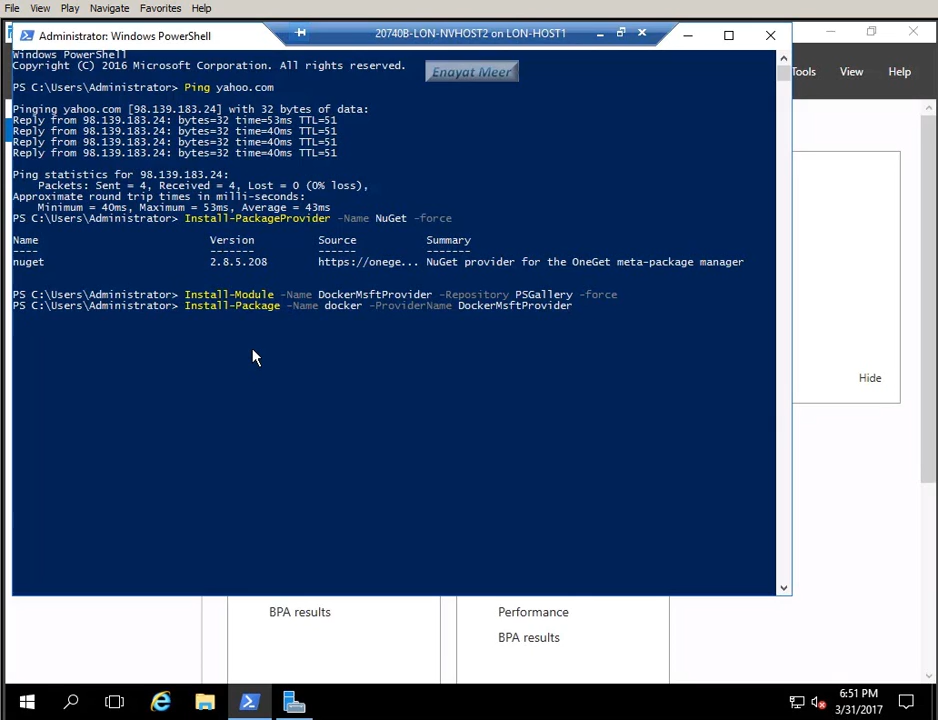 File View Play Navigate Favorites Help
Administrator: Windows PowerShell
20740B-LON-NVHOST2 on LON-HOST1
Tools View Help
Windows PowerShell
Copyright (C) 2016 Microsoft Corporation. All rights reserved.
Enayat Meer
PS C:\Users\Administrator> Ping yahoo.com
Pinging yahoo.com [98.139.183.24] with 32 bytes of data:
Reply from 98.139.183.24: bytes=32 time=53ms TTL=51
Reply from 98.139.183.24: bytes=32 time=40ms TTL=51
Reply from 98.139.183.24: bytes=32 time=40ms TTL=51
Reply from 98.139.183.24: bytes=32 time=40ms TTL=51
Ping statistics for 98.139.183.24:
Packets: Sent = 4, Received = 4, Lost = 0 (0% loss),
Approximate round trip times in milli-seconds:
Minimum = 40ms, Maximum = 53ms, Average = 43ms
PS C:\Users\Administrator> Install-PackageProvider -Name NuGet -force
Name Version Source Summary
---- ------- ------ -------
nuget 2.8.5.208 https://onege... NuGet provider for the OneGet meta-package manager
PS C:\Users\Administrator> Install-Module -Name DockerMsftProvider -Repository PSGallery -force
PS C:\Users\Administrator> Install-Package -Name docker -ProviderName DockerMsftProvider
Hide
BPA results
Performance
BPA results
6:51 PM
3/31/2017